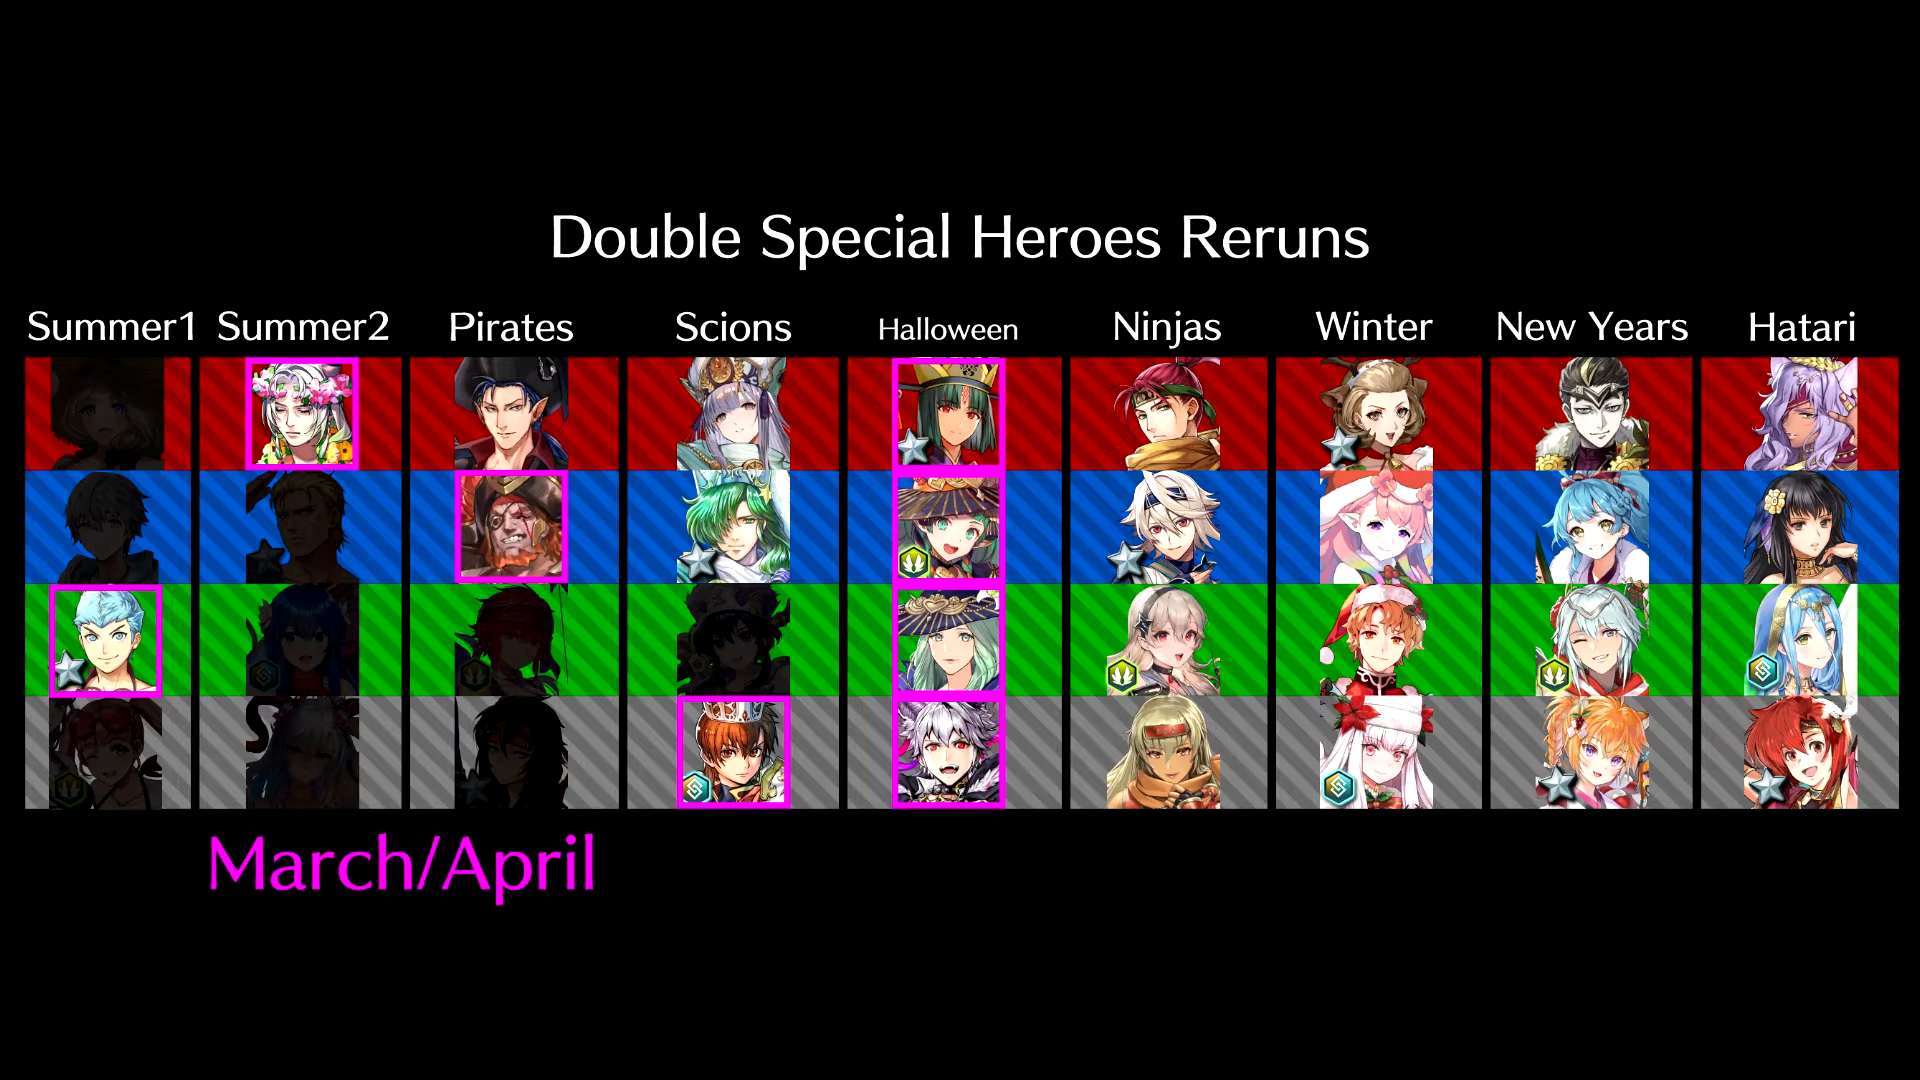 Double Special Heroes Reruns
Summer1 Summer2 Pirates Scions Halloween Ninjas Winter New Years Hatari
March/April